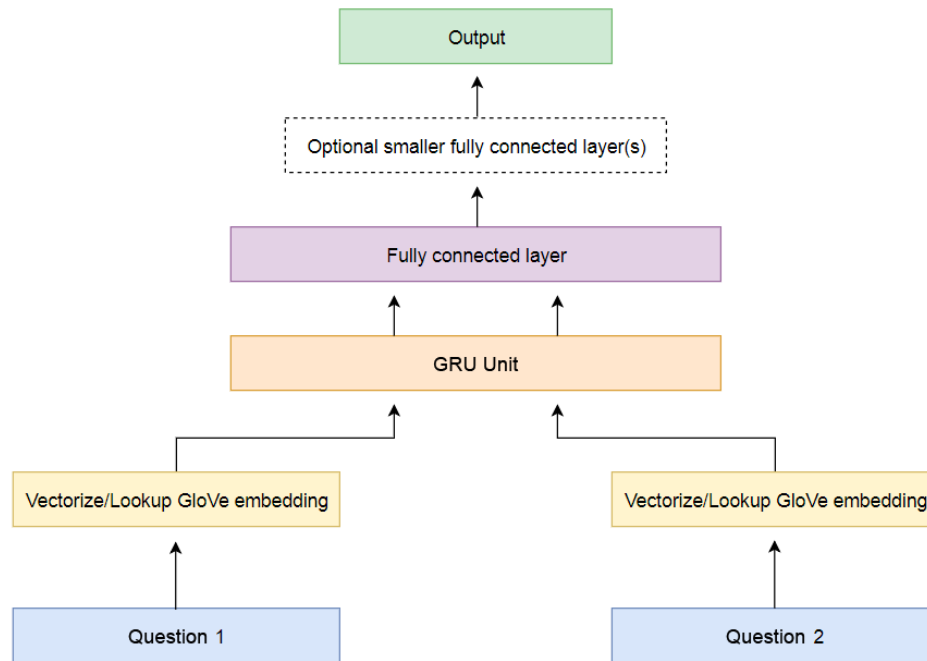 Output
Optional smaller fully connected layer(s)
Fully connected layer
GRU Unit
Vectorize/Lookup GloVe embedding
Vectorize/Lookup GloVe embedding
Question 1
Question 2